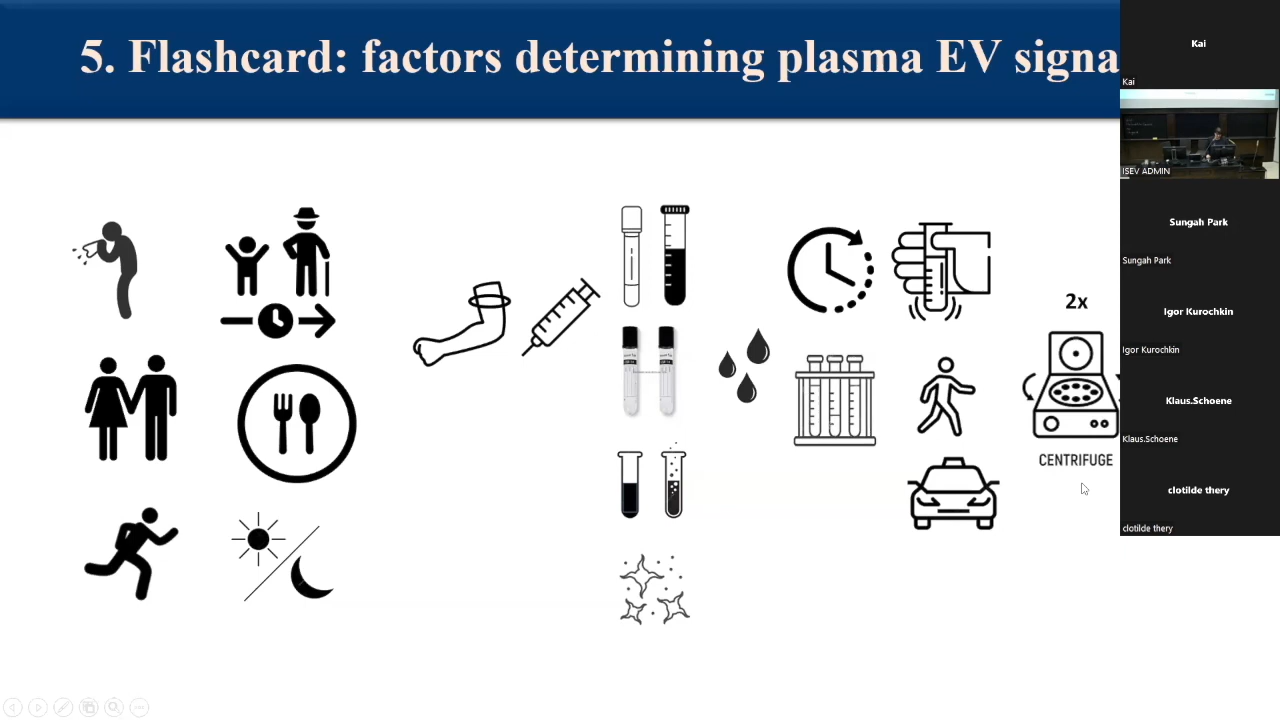 5. Flashcard: factors determining plasma EV signa
Kai
Kai
ISEV ADMIN
Sungah Park
Sungah Park
Igor Kurochkin
Igor Kurochkin
Klaus.Schoene
Klaus.Schoene
clotilde thery
clotilde thery
2x
CENTRIFUGE